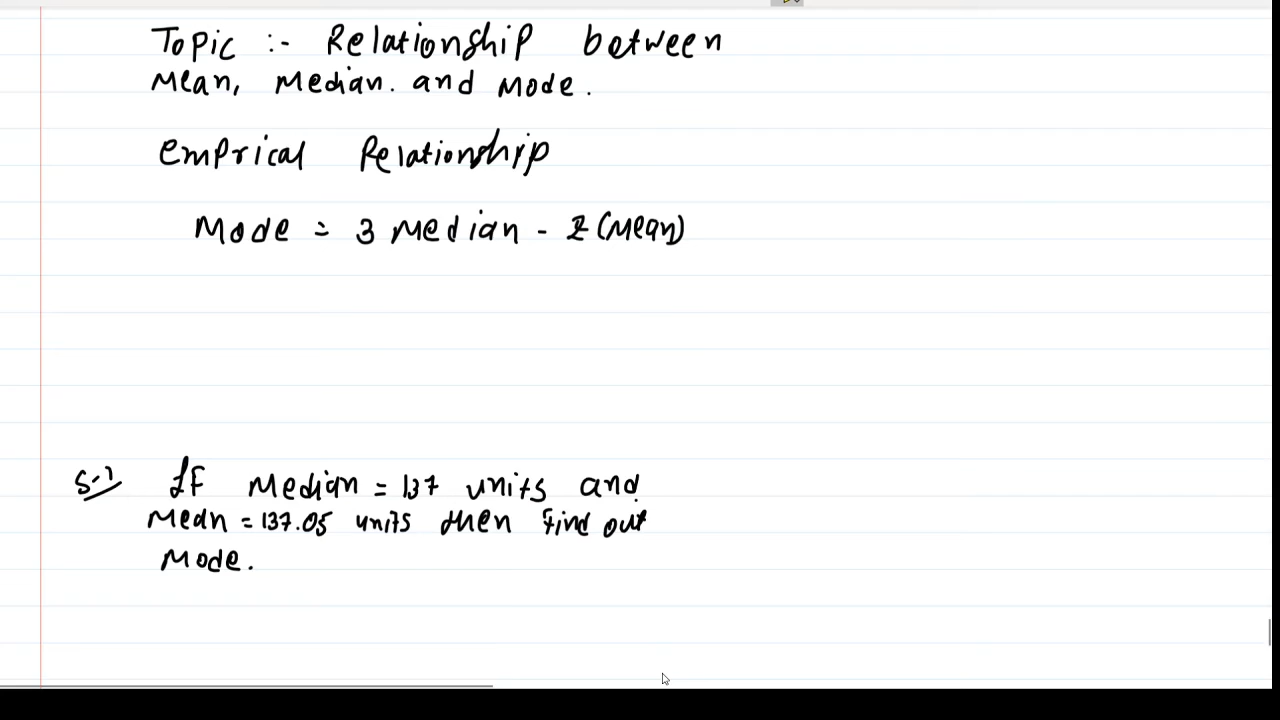 Topic :- Relationship between
Mean, Median. and Mode.
Emprical Relationship
Mode = 3 Median - 2 (Mean)
If Median = 137 units and
Mean = 137.05 units then find out
Mode.